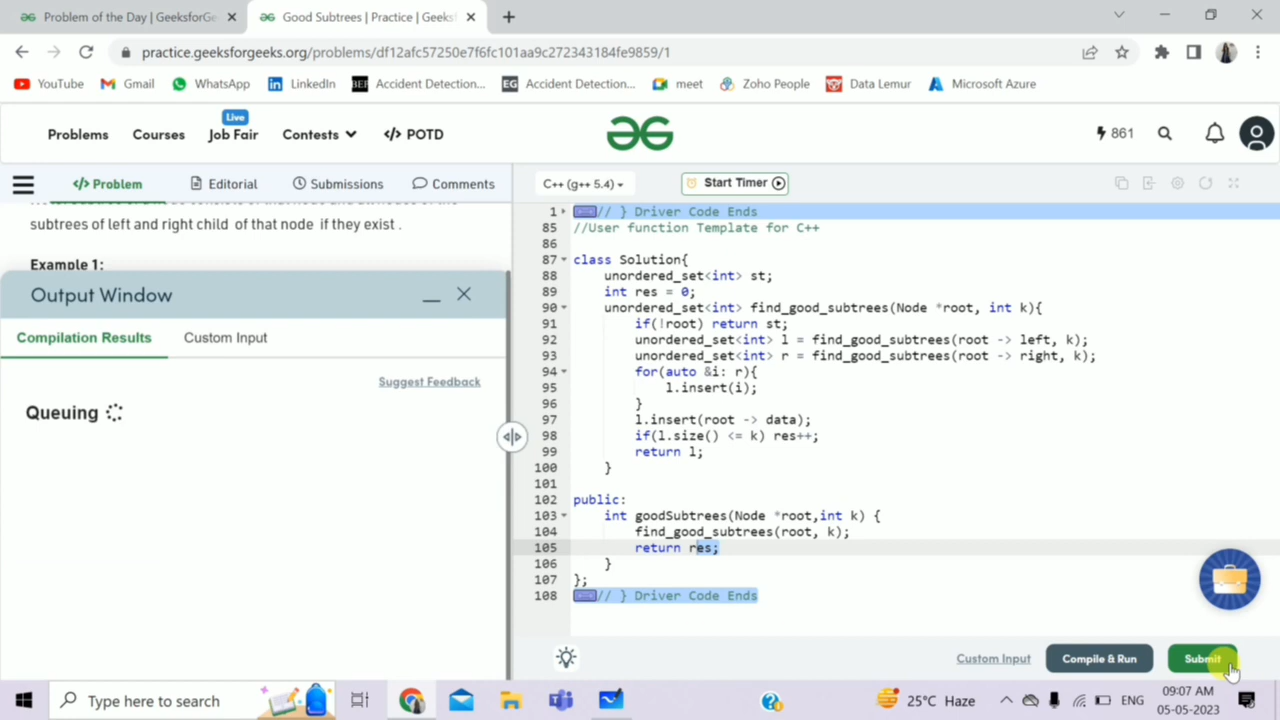 Problem of the Day | GeeksforGe
Good Subtrees | Practice | Geeks
practice.geeksforgeeks.org/problems/df12afc57250e7f6fc101aa9c272343184fe9859/1
YouTube
Gmail
WhatsApp
LinkedIn
Accident Detection...
EG
Accident Detection...
meet
Zoho People
Data Lemur
Microsoft Azure
Live
Problems
Courses
Job Fair
Contests
</> POTD
861
</> Problem
Editorial
Submissions
Comments
C++ (g++ 5.4)
Start Timer
subtrees of left and right child of that node if they exist .
Example 1:
Output Window
Compilation Results
Custom Input
Suggest Feedback
Queuing
1 // } Driver Code Ends
85 //User function Template for C++
86
87 class Solution{
88 unordered_set<int> st;
89 int res = 0;
90 unordered_set<int> find_good_subtrees(Node *root, int k){
91 if(!root) return st;
92 unordered_set<int> l = find_good_subtrees(root -> left, k);
93 unordered_set<int> r = find_good_subtrees(root -> right, k);
94 for(auto &i: r){
95 l.insert(i);
96 }
97 l.insert(root -> data);
98 if(l.size() <= k) res++;
99 return l;
100 }
101
102 public:
103 int goodSubtrees(Node *root,int k) {
104 find_good_subtrees(root, k);
105 return res;
106 }
107 };
108 // } Driver Code Ends
Custom Input
Compile & Run
Submit
Type here to search
25°C Haze
ENG
09:07 AM
05-05-2023